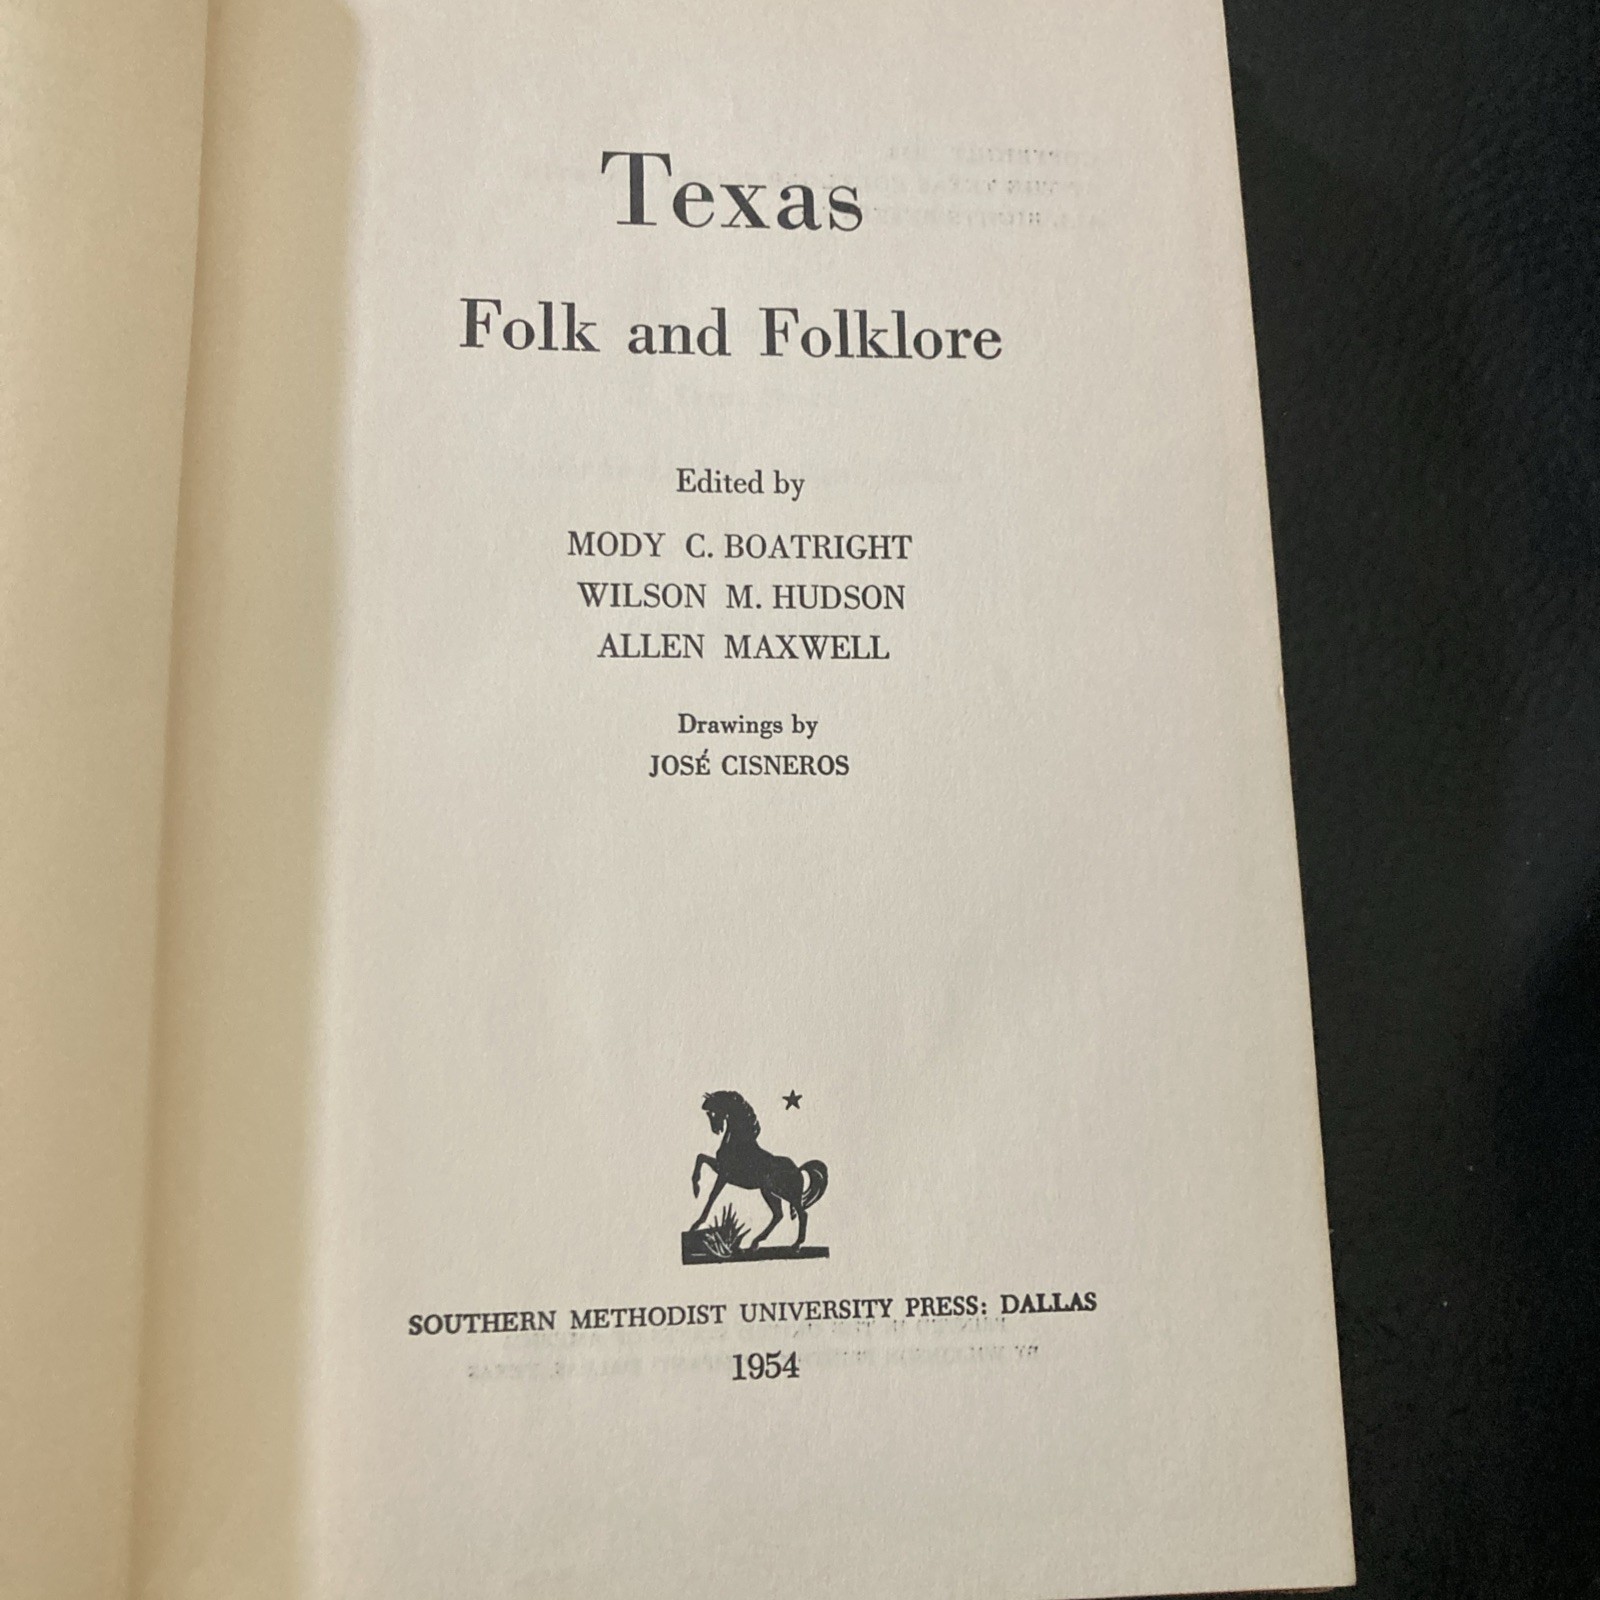 Texas
Folk and Folklore
Edited by
MODY C. BOATRIGHT
WILSON M. HUDSON
ALLEN MAXWELL
Drawings by
JOSÉ CISNEROS
SOUTHERN METHODIST UNIVERSITY PRESS: DALLAS
1954